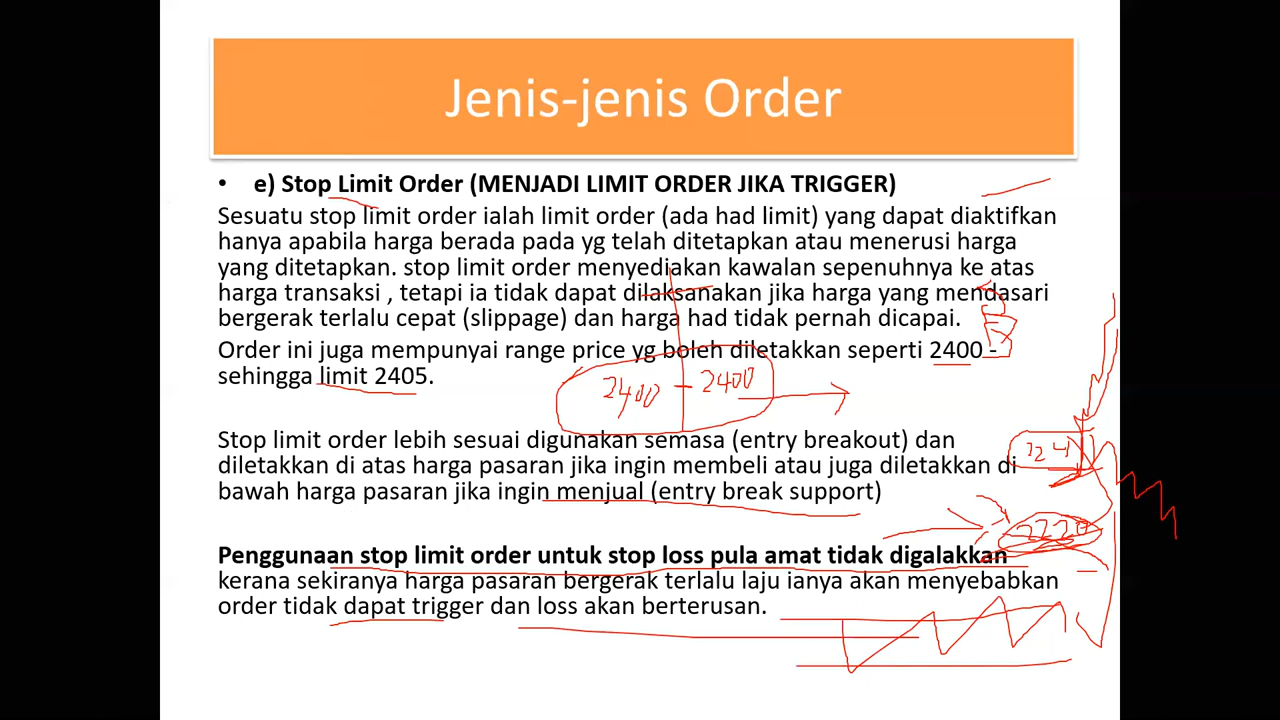 Jenis-jenis Order
• e) Stop Limit Order (MENJADI LIMIT ORDER JIKA TRIGGER)
Sesuatu stop limit order ialah limit order (ada had limit) yang dapat diaktifkan
hanya apabila harga berada pada yg telah ditetapkan atau menerusi harga
yang ditetapkan. stop limit order menyediakan kawalan sepenuhnya ke atas
harga transaksi , tetapi ia tidak dapat dilaksanakan jika harga yang mendasari
bergerak terlalu cepat (slippage) dan harga had tidak pernah dicapai.
Order ini juga mempunyai range price yg boleh diletakkan seperti 2400 -
sehingga limit 2405.
2400 - 2400
Stop limit order lebih sesuai digunakan semasa (entry breakout) dan
diletakkan di atas harga pasaran jika ingin membeli atau juga diletakkan di
bawah harga pasaran jika ingin menjual (entry break support)
Penggunaan stop limit order untuk stop loss pula amat tidak digalakkan
kerana sekiranya harga pasaran bergerak terlalu laju ianya akan menyebabkan
order tidak dapat trigger dan loss akan berterusan.